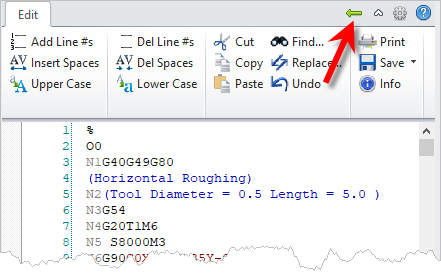 Edit
Add Line #s Del Line #s Cut Find... Print
Insert Spaces Del Spaces Copy Replace... Save
Upper Case Lower Case Paste Undo Info
1 %
2 O0
3 N1G40G49G80
4 (Horizontal Roughing)
5 N2(Tool Diameter = 0.5 Length = 5.0 )
6 N3G54
7 N4G20T1M6
8 N5 S8000M3